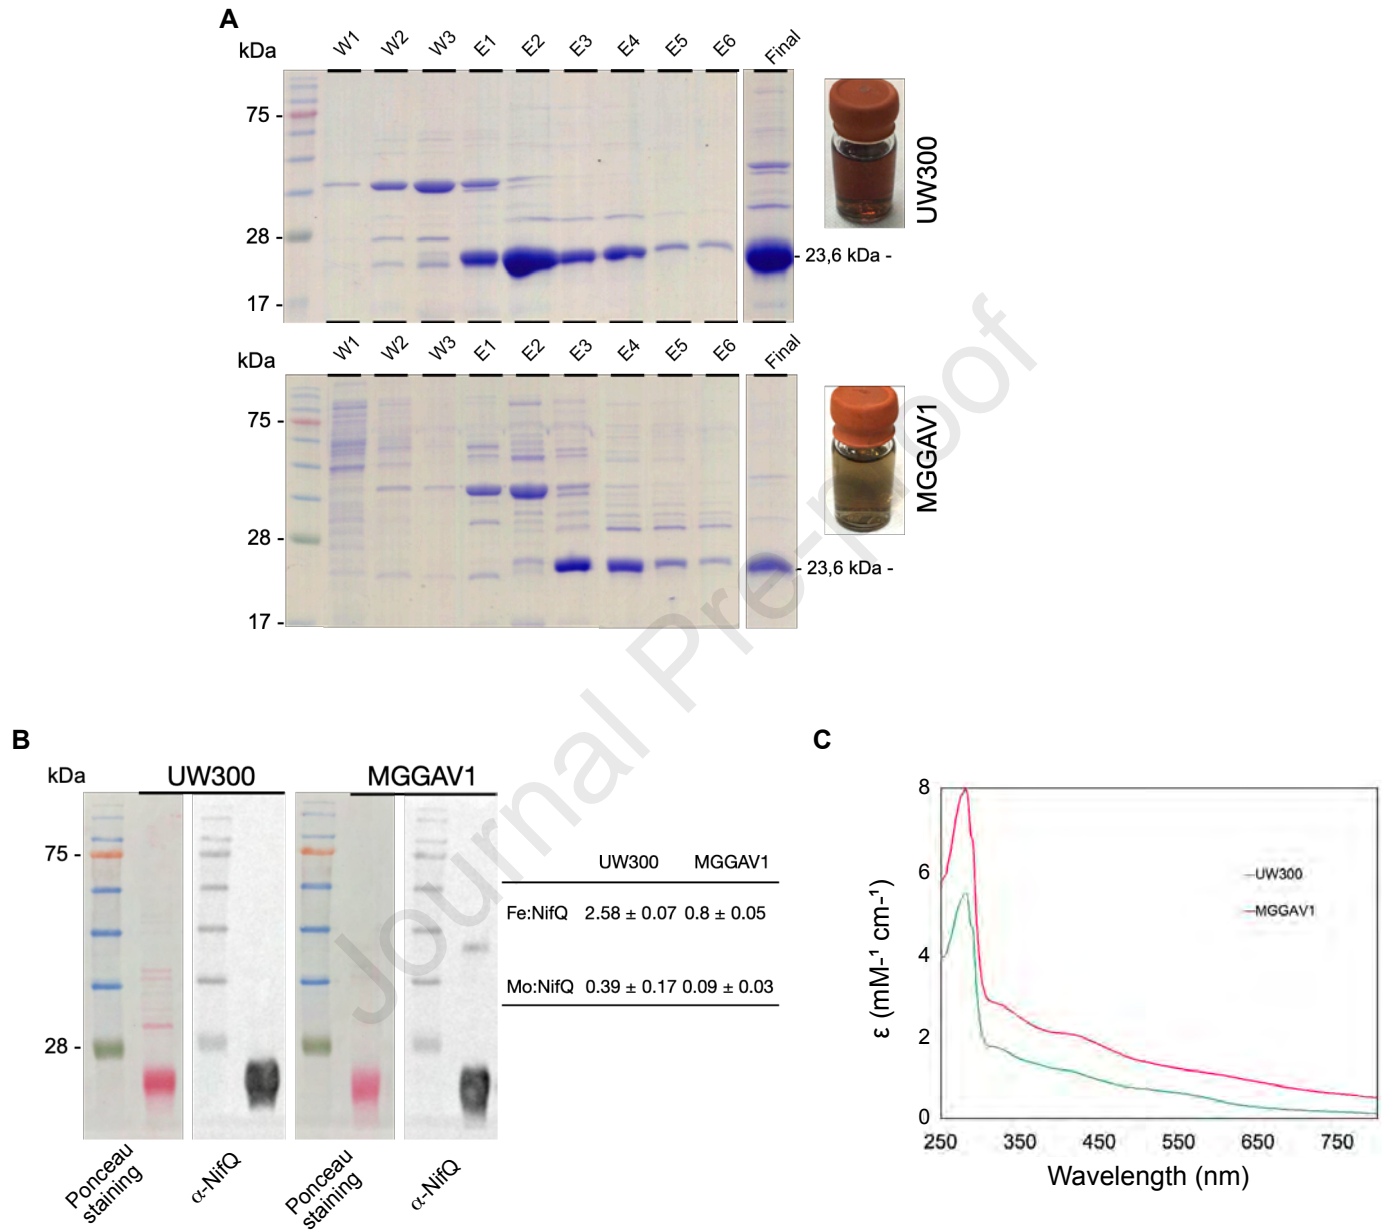 A
kDa
W1 W2 W3 E1 E2 E3 E4 E5 E6 Final
75 -
28 -
17 -
- 23,6 kDa -
UW300
kDa
W1 W2 W3 E1 E2 E3 E4 E5 E6 Final
75 -
28 -
17 -
- 23,6 kDa -
MGGAV1
Journal Pre-proof
B
kDa
UW300 MGGAV1
75 -
28 -
Ponceau
staining
α-NifQ
Ponceau
staining
α-NifQ
UW300 MGGAV1
Fe:NifQ 2.58 ± 0.07 0.8 ± 0.05
Mo:NifQ 0.39 ± 0.17 0.09 ± 0.03
C
8
6
4
2
0
ε (mM-¹ cm-¹)
UW300
MGGAV1
250 350 450 550 650 750
Wavelength (nm)